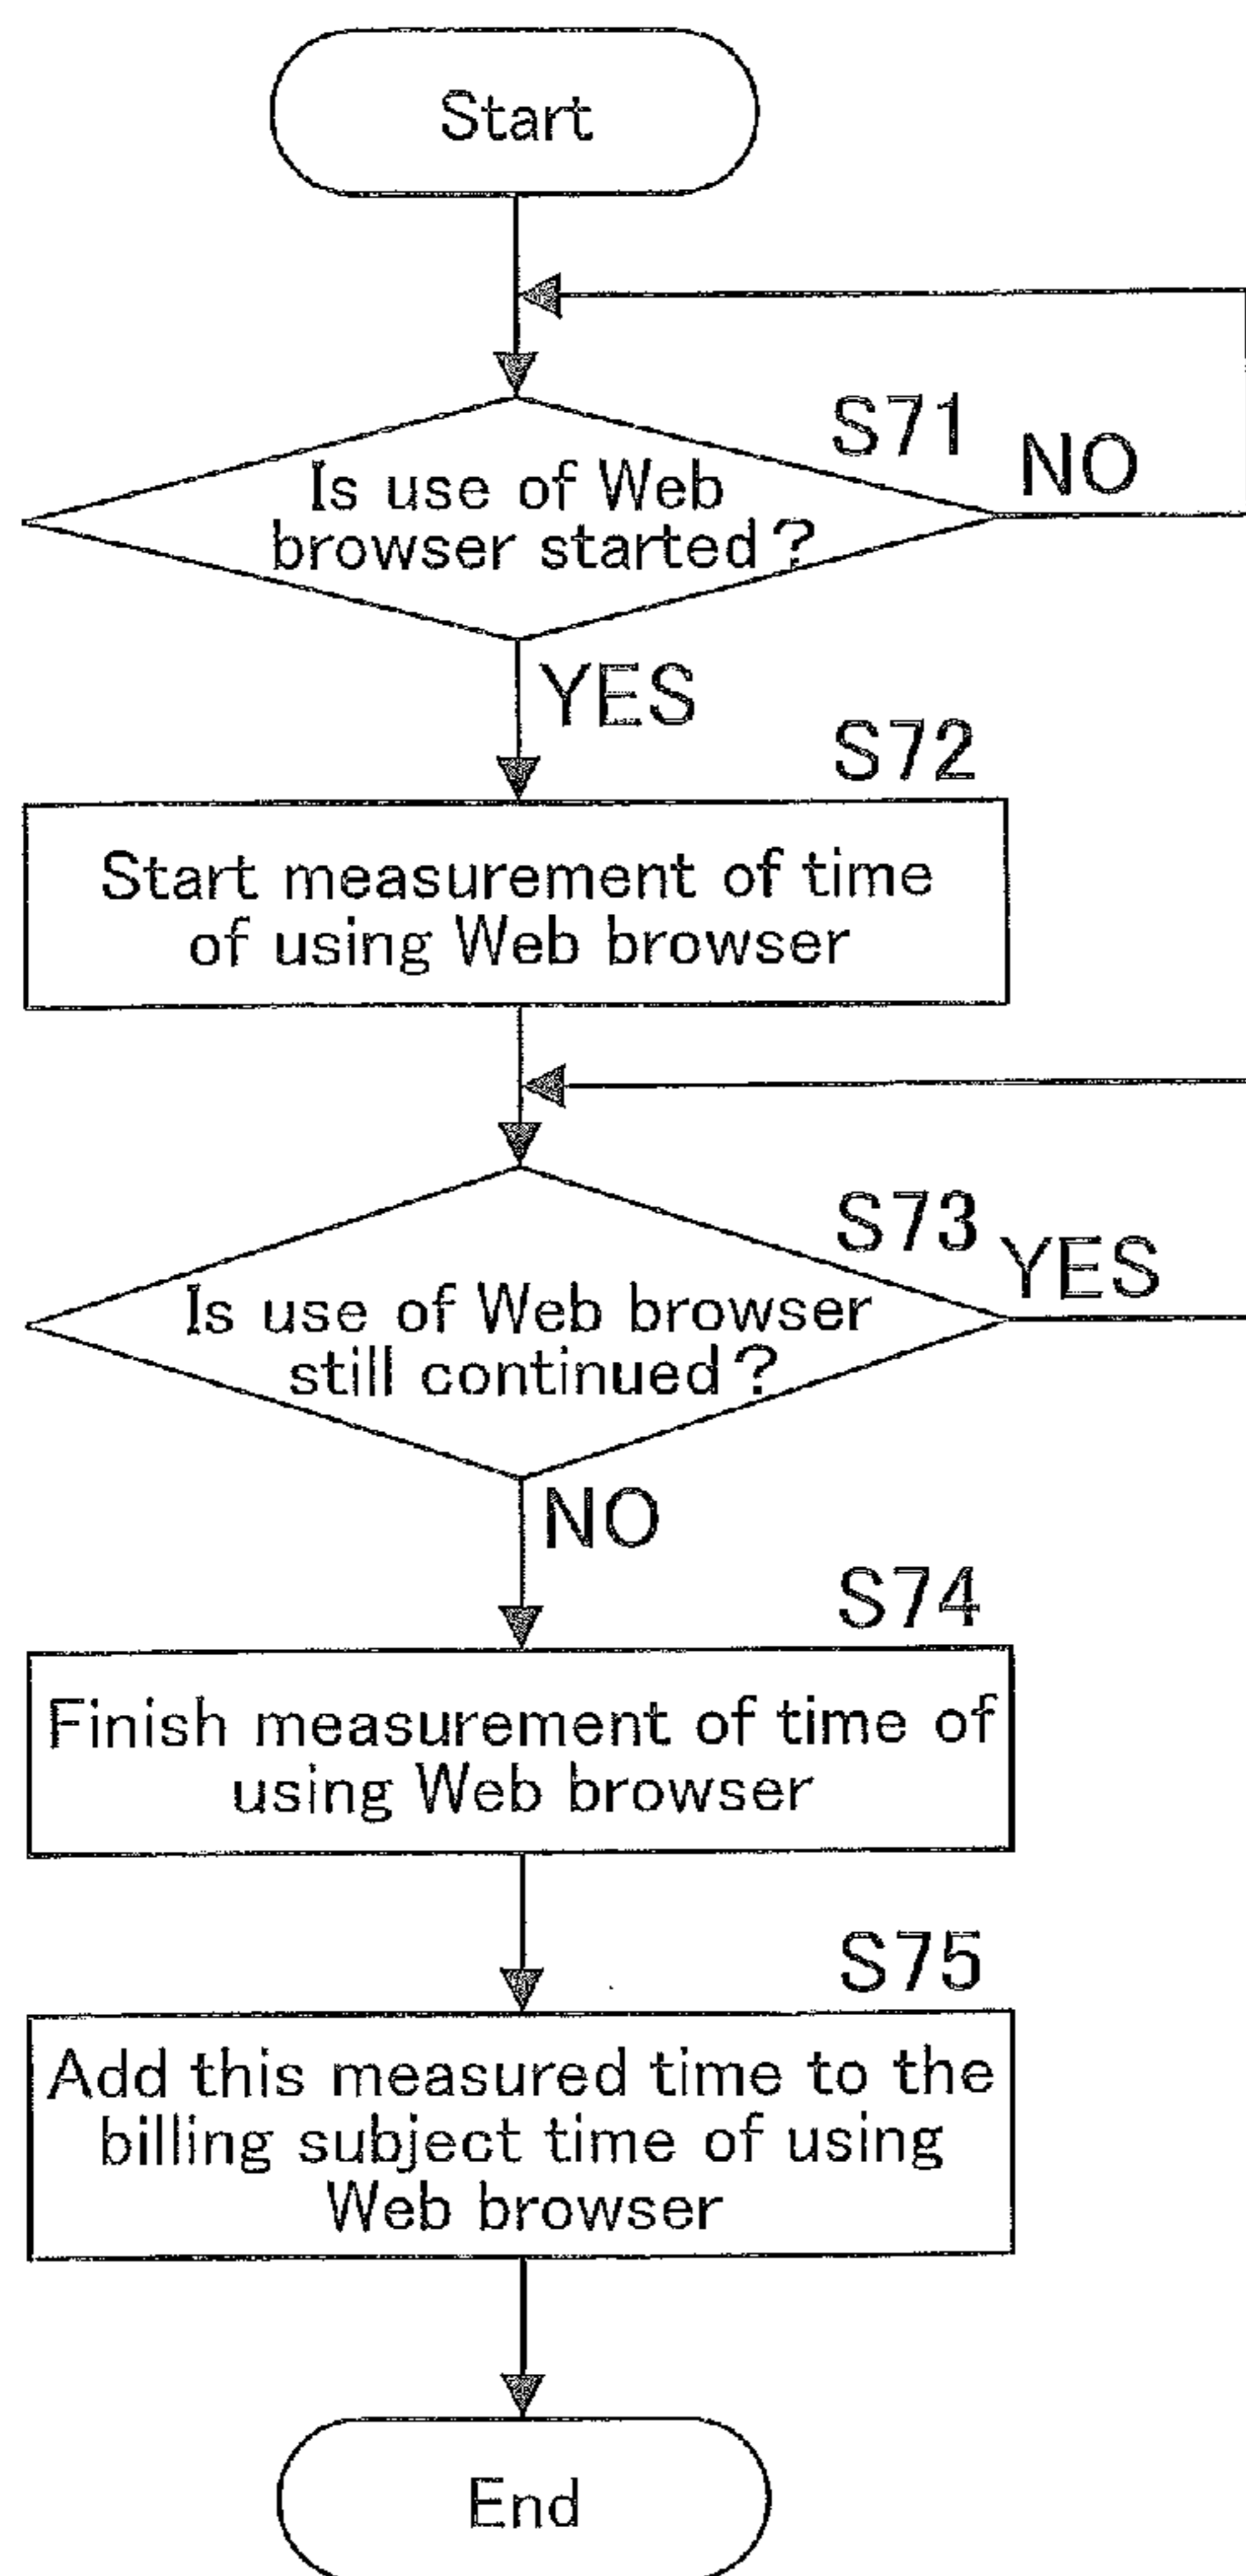 Start
S71
NO
Is use of Web
browser started?
YES
S72
Start measurement of time
of using Web browser
S73
YES
Is use of Web browser
still continued?
NO
S74
Finish measurement of time of
using Web browser
S75
Add this measured time to the
billing subject time of using
Web browser
End